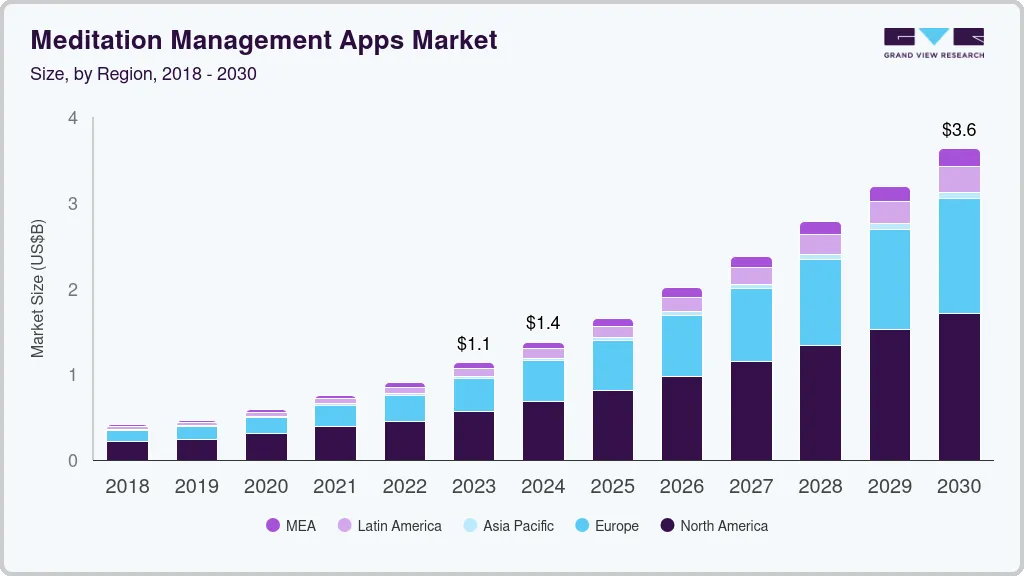 Meditation Management Apps Market
Size, by Region, 2018 - 2030
GRAND VIEW RESEARCH
Market Size (US$B)
4
3
2
1
0
$1.1
$1.4
$3.6
2018 2019 2020 2021 2022 2023 2024 2025 2026 2027 2028 2029 2030
MEA Latin America Asia Pacific Europe North America